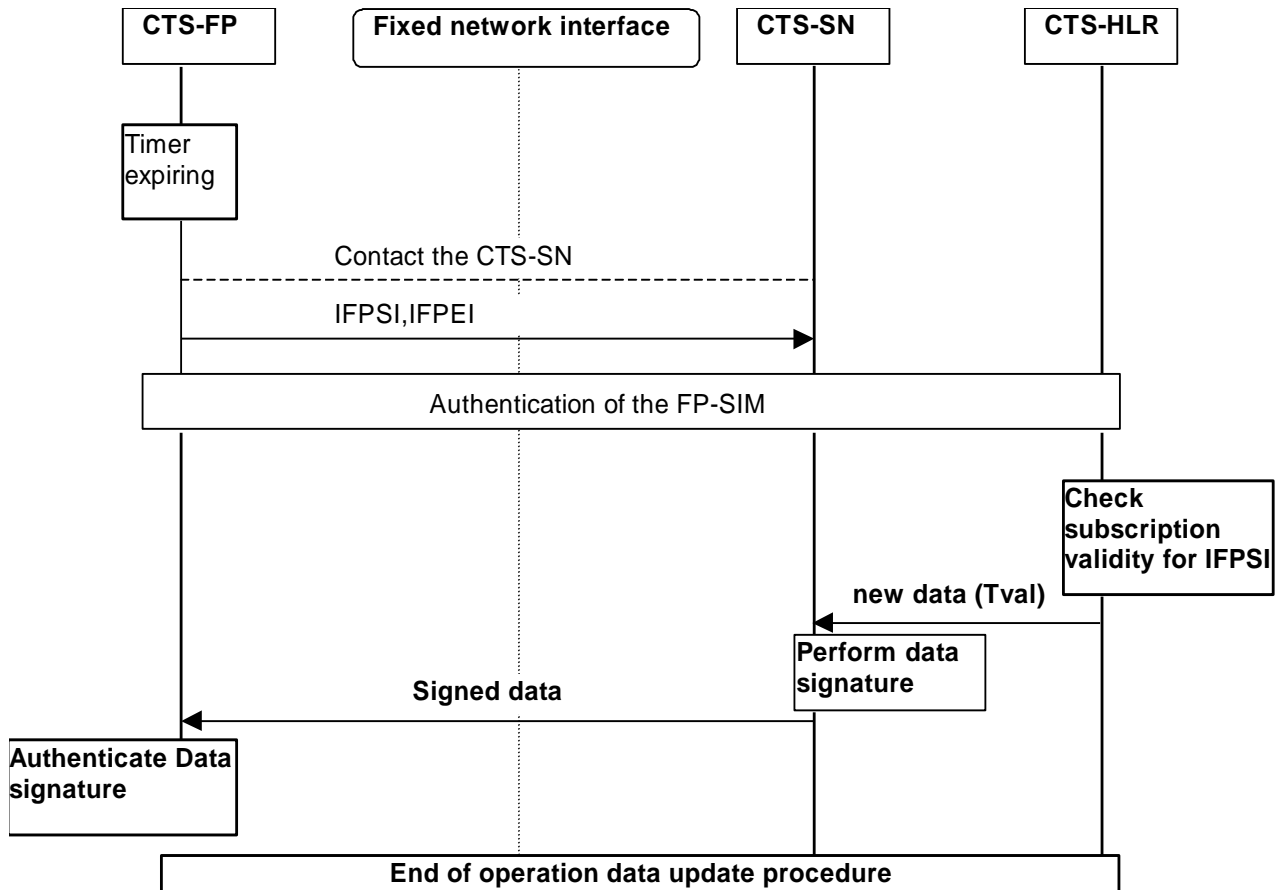 CTS-FP
Fixed network interface
CTS-SN
CTS-HLR
Timer
expiring
Contact the CTS-SN
IFPSI,IFPEI
Authentication of the FP-SIM
Check
subscription
validity for IFPSI
new data (Tval)
Perform data
signature
Signed data
Authenticate Data
signature
End of operation data update procedure